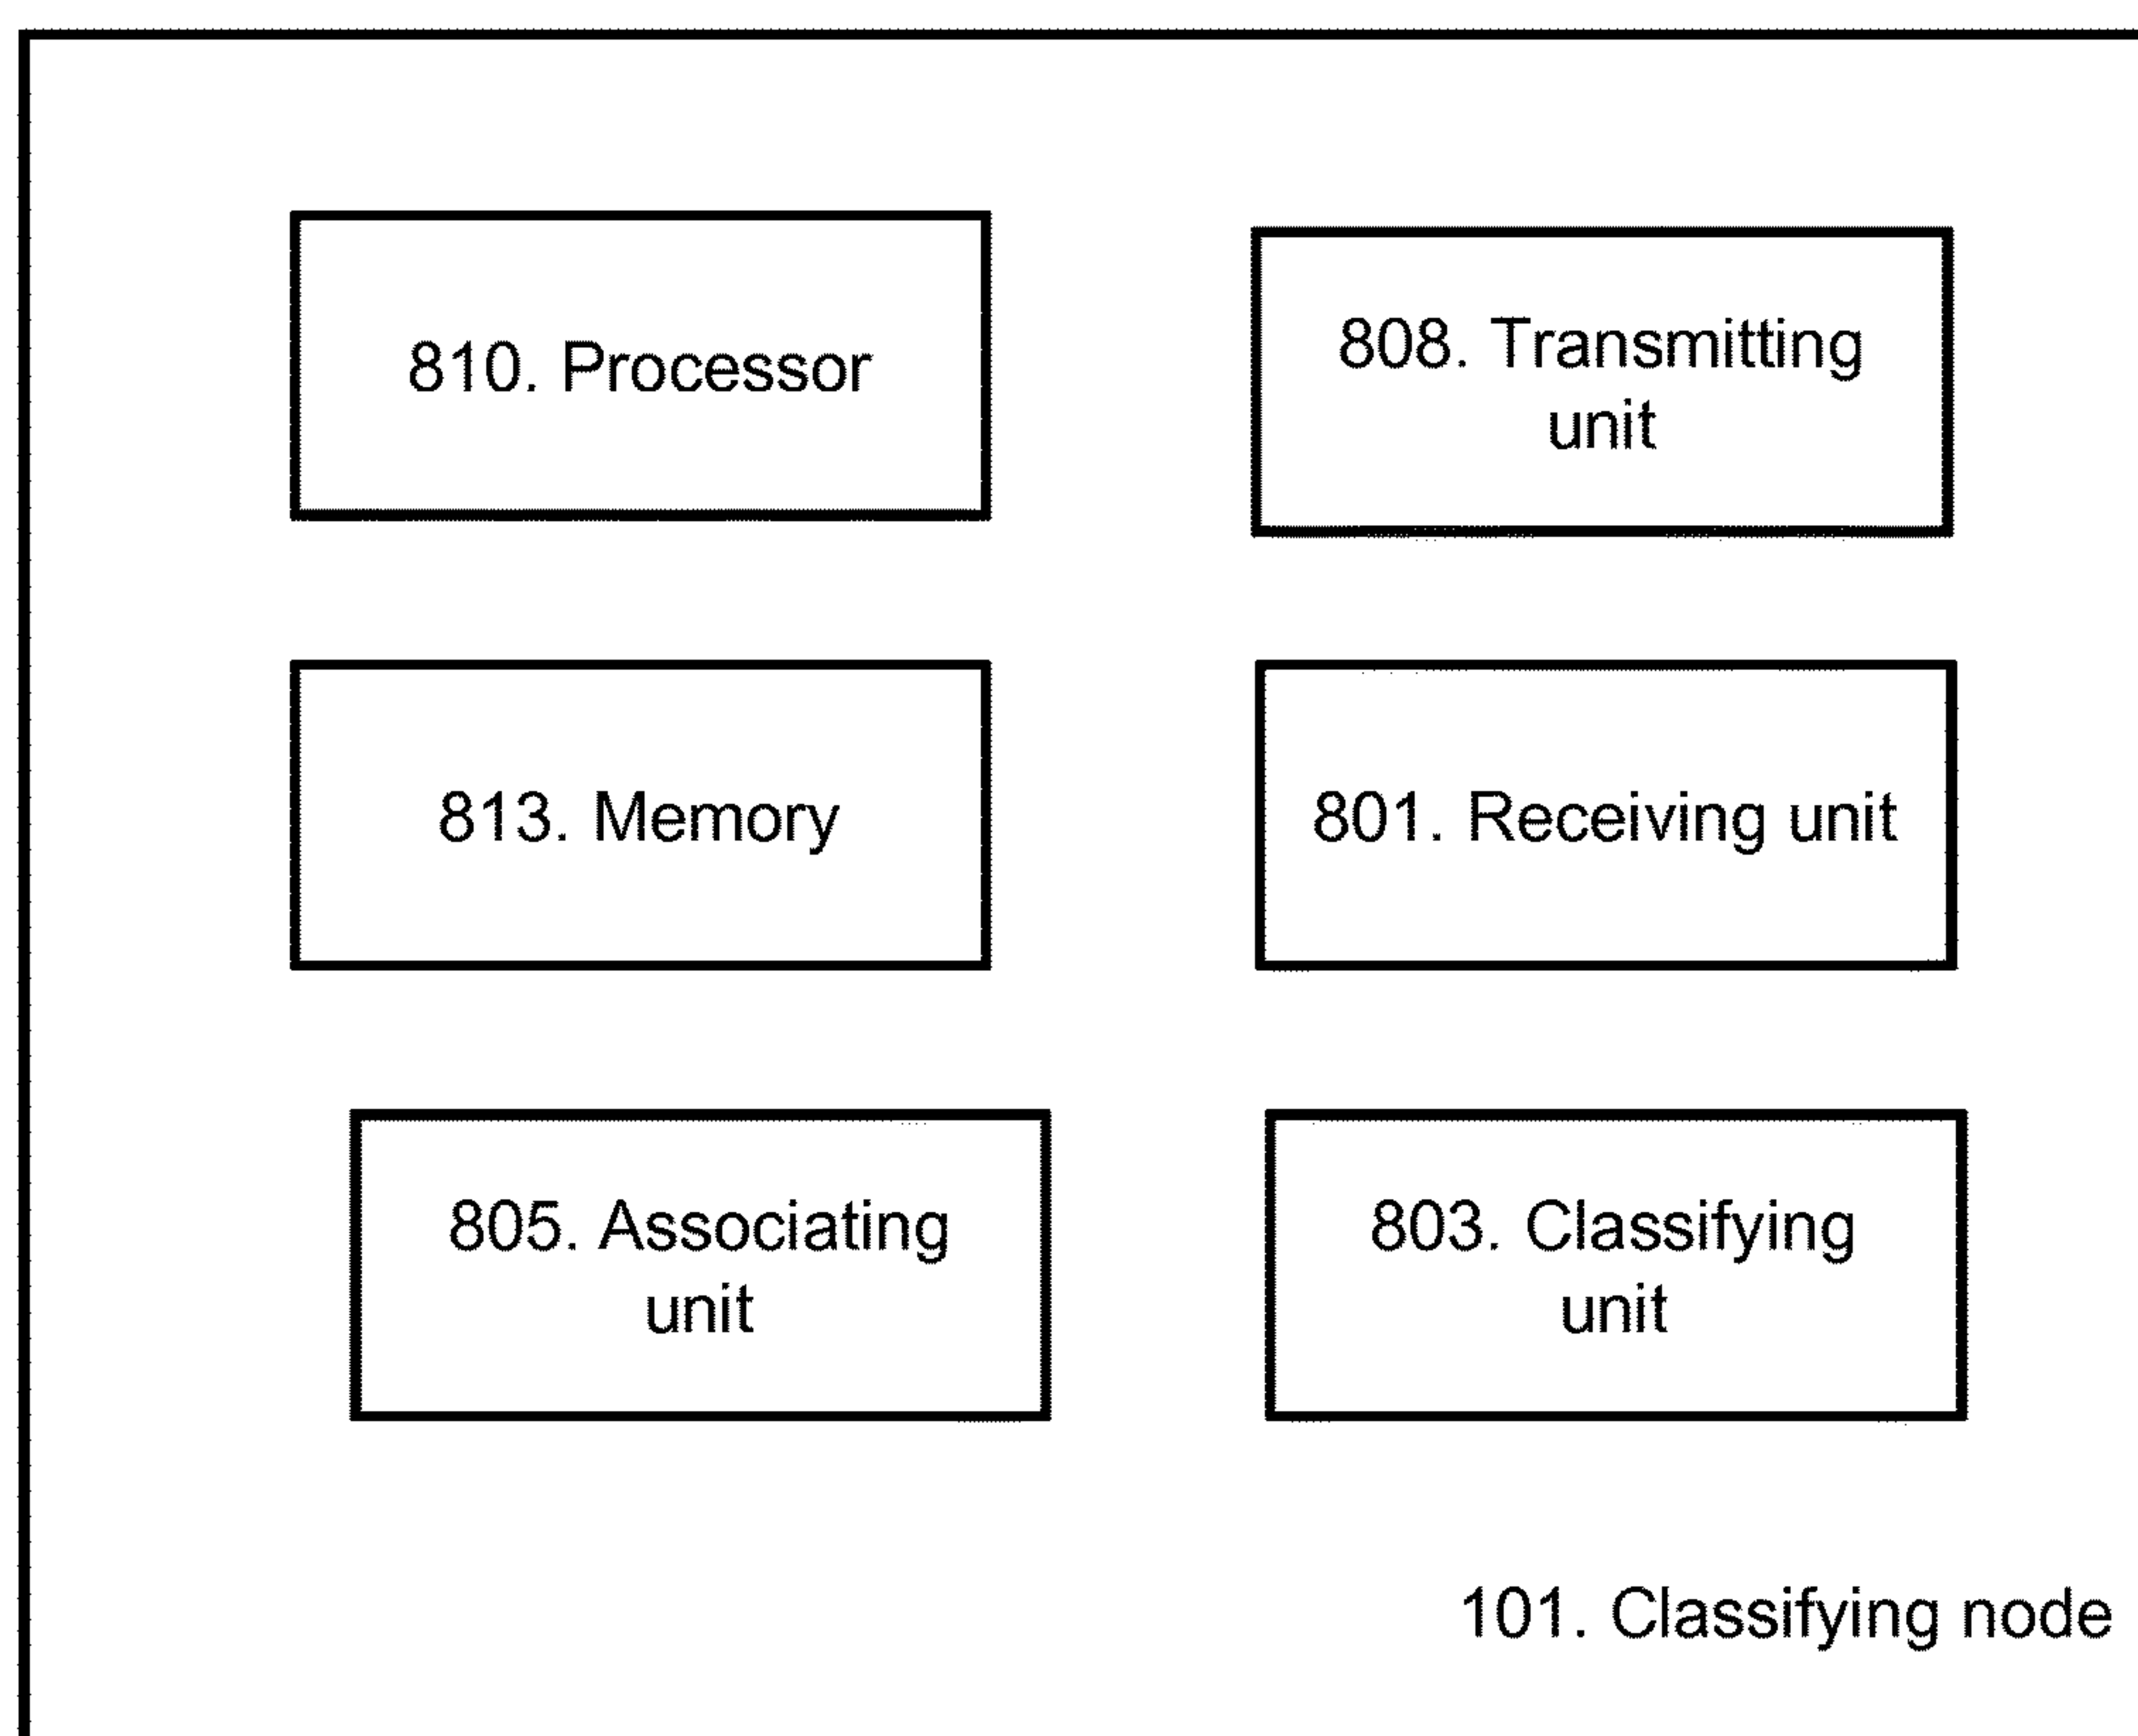 810. Processor
808. Transmitting
unit
813. Memory
801. Receiving unit
805. Associating
unit
803. Classifying
unit
101. Classifying node